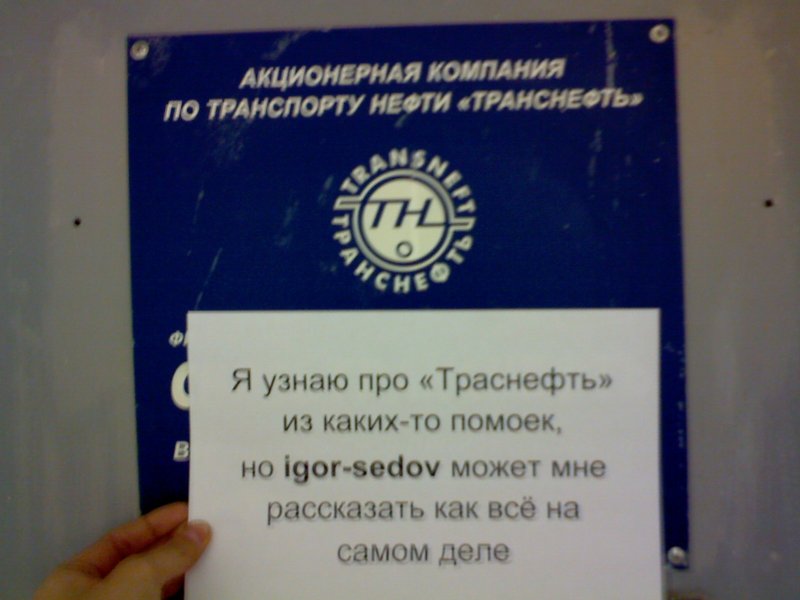 АКЦИОНЕРНАЯ КОМПАНИЯ
ПО ТРАНСПОРТУ НЕФТИ «ТРАНСНЕФТЬ»
TRANSNEFT
ТН
ТРАНСНЕФТЬ
Я узнаю про «Траснефть»
из каких-то помоек,
но igor-sedov может мне
рассказать как всё на
самом деле